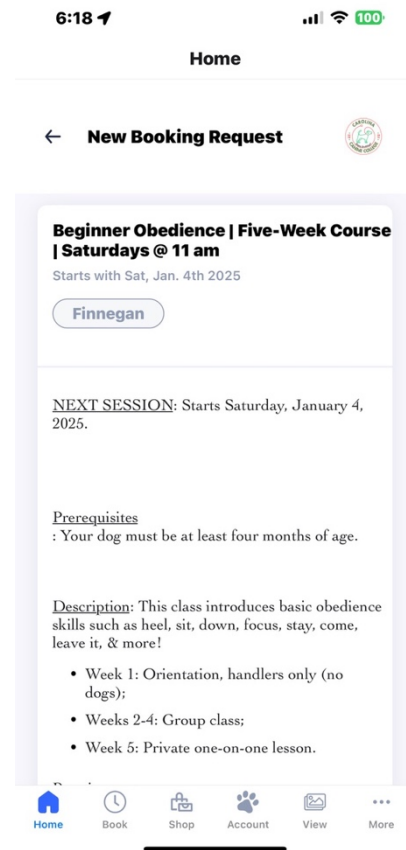 6:18
100
Home
New Booking Request
CAROLINA
CANINE COLLEGE
Beginner Obedience | Five-Week Course
| Saturdays @ 11 am
Starts with Sat, Jan. 4th 2025
Finnegan
NEXT SESSION: Starts Saturday, January 4,
2025.
Prerequisites
: Your dog must be at least four months of age.
Description: This class introduces basic obedience
skills such as heel, sit, down, focus, stay, come,
leave it, & more!
• Week 1: Orientation, handlers only (no
dogs);
• Weeks 2-4: Group class;
• Week 5: Private one-on-one lesson.
Home Book Shop Account View More